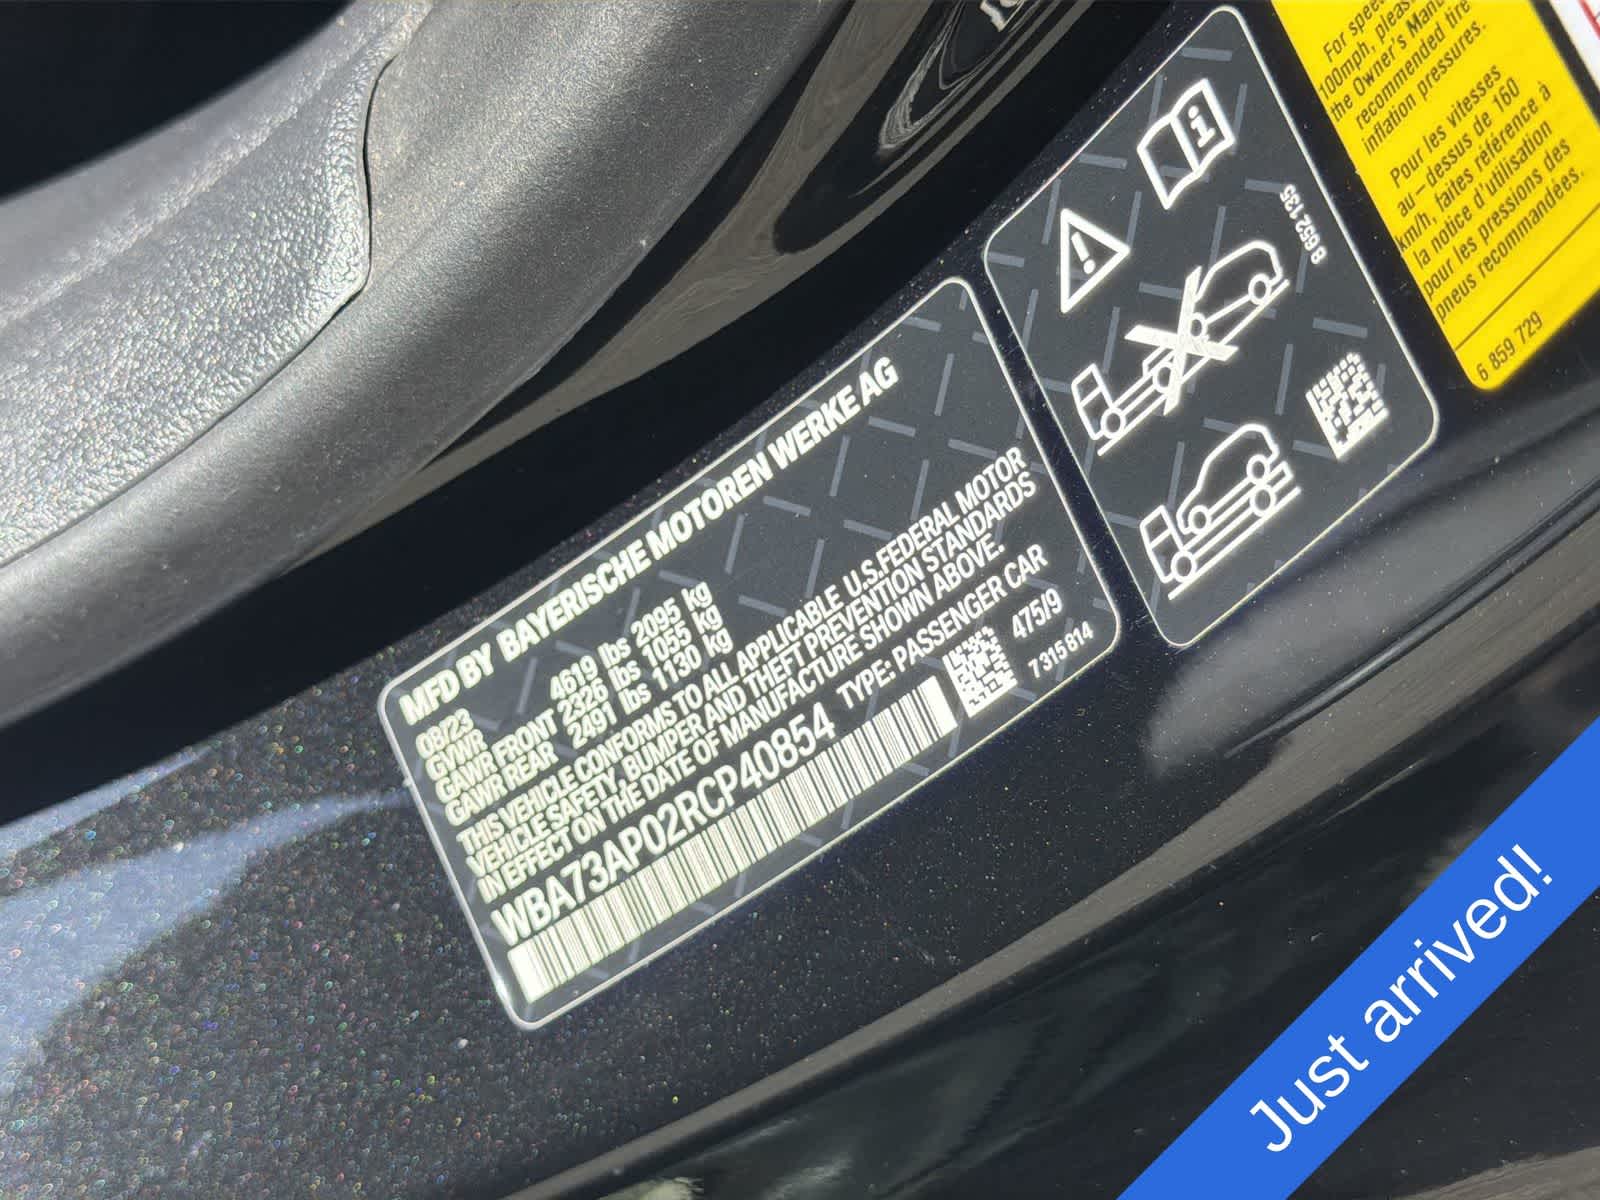 MFD BY BAYERISCHE MOTOREN WERKE AG
08/23
GVWR 4619 lbs 2095 kg
GAWR FRONT 2326 lbs 1055 kg
GAWR REAR 2491 lbs 1130 kg
THIS VEHICLE CONFORMS TO ALL APPLICABLE U.S.FEDERAL MOTOR
VEHICLE SAFETY, BUMPER AND THEFT PREVENTION STANDARDS
IN EFFECT ON THE DATE OF MANUFACTURE SHOWN ABOVE.
WBA73AP02RCP40854 TYPE: PASSENGER CAR
475/9
7 315 814
8 652 135
For speeds
100mph, please
the Owner's Manual
recommended tire
inflation pressures.
Pour les vitesses
au-dessus de 160
km/h, faites référence à
la notice d'utilisation
pour les pressions des
pneus recommandées.
6 859 729
Just arrived!